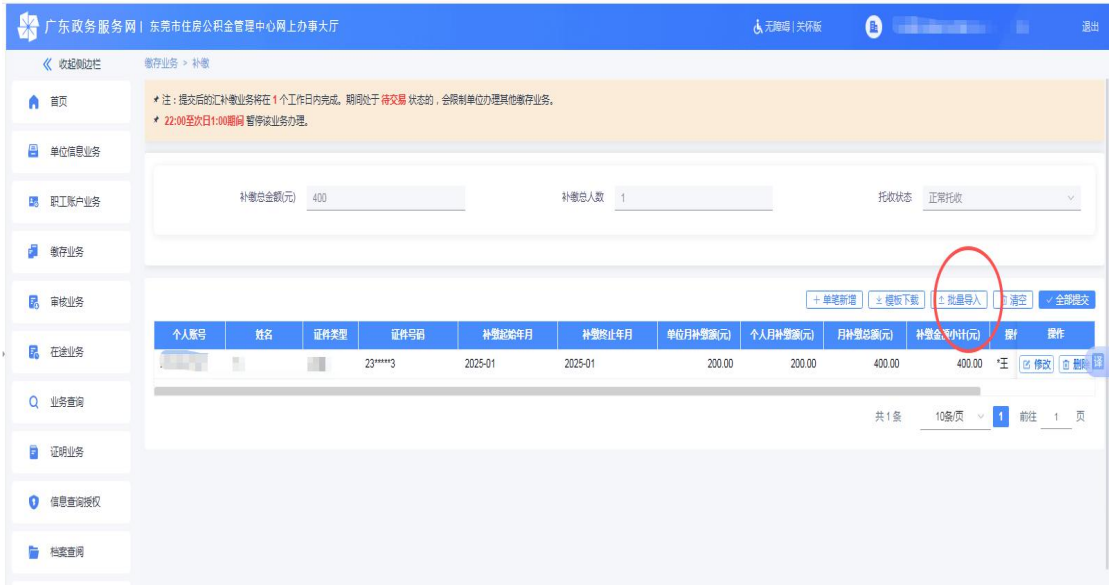 广东政务服务网 | 东莞市住房公积金管理中心网上办事大厅
无障碍 | 关怀版
退出
收起侧边栏
缴存业务 > 补缴
首页
单位信息业务
职工账户业务
缴存业务
审核业务
在途业务
业务查询
证明业务
信息查询授权
档案查阅
注：提交后的汇补缴业务将在 1 个工作日内完成。期间处于 待交易 状态的，会限制单位办理其他缴存业务。
22:00至次日1:00期间 暂停该业务办理。
补缴总金额(元) 400
补缴总人数 1
托收状态 正常托收
+ 单笔新增 模板下载 批量导入 清空 全部提交
个人账号 姓名 证件类型 证件号码 补缴起始年月 补缴终止年月 单位月补缴额(元) 个人月补缴额(元) 月补缴总额(元) 补缴金额小计(元) 操作
23*****3 2025-01 2025-01 200.00 200.00 400.00 400.00 *王 修改 删除
译
共 1 条 10条/页 1 前往 1 页